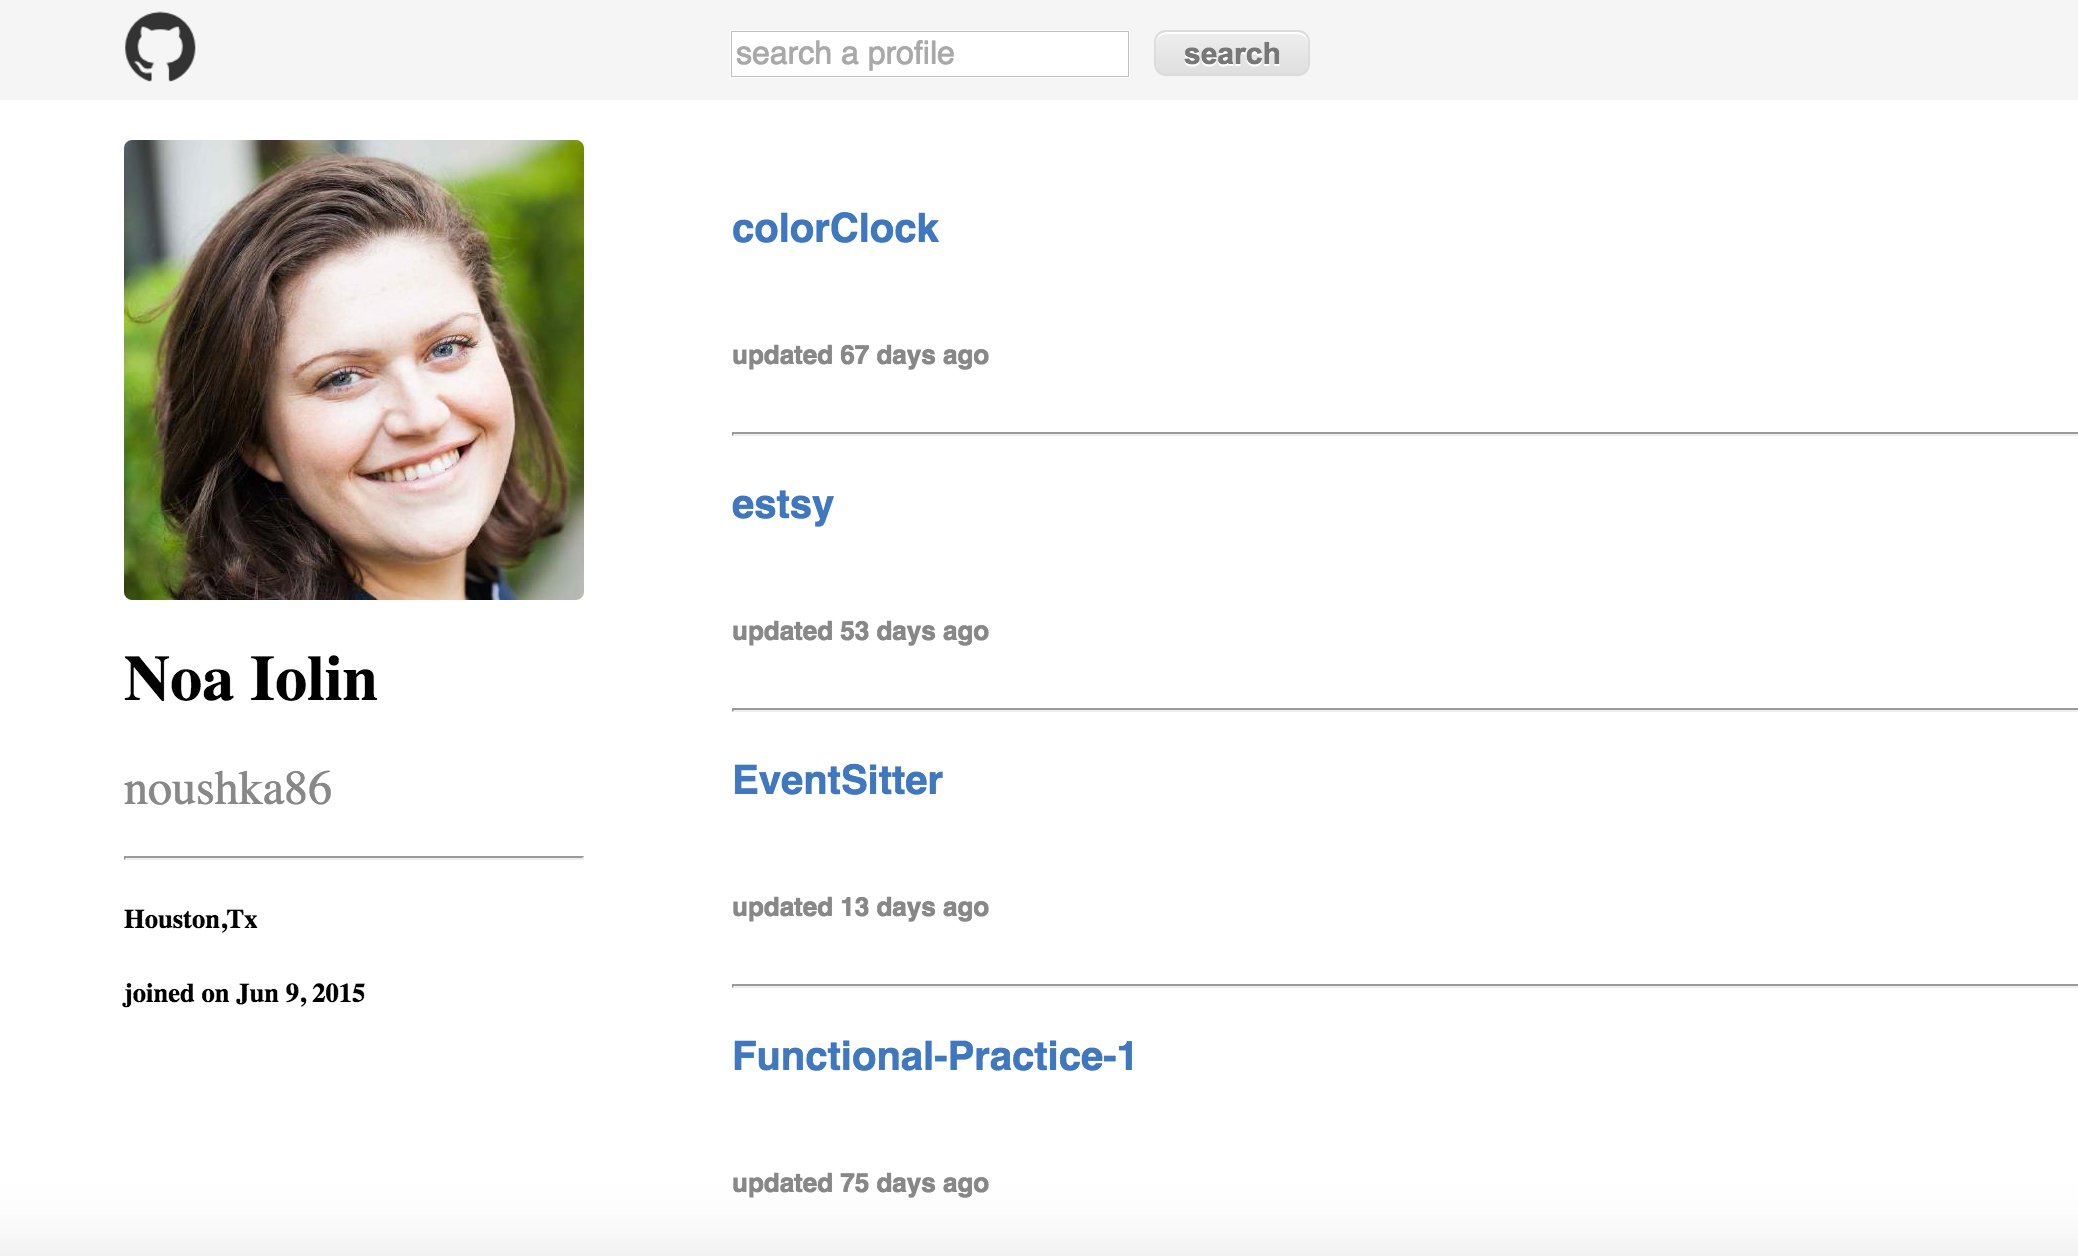 search a profile
search
colorClock
updated 67 days ago
estsy
updated 53 days ago
Noa Iolin
noushka86
Houston,Tx
joined on Jun 9, 2015
EventSitter
updated 13 days ago
Functional-Practice-1
updated 75 days ago